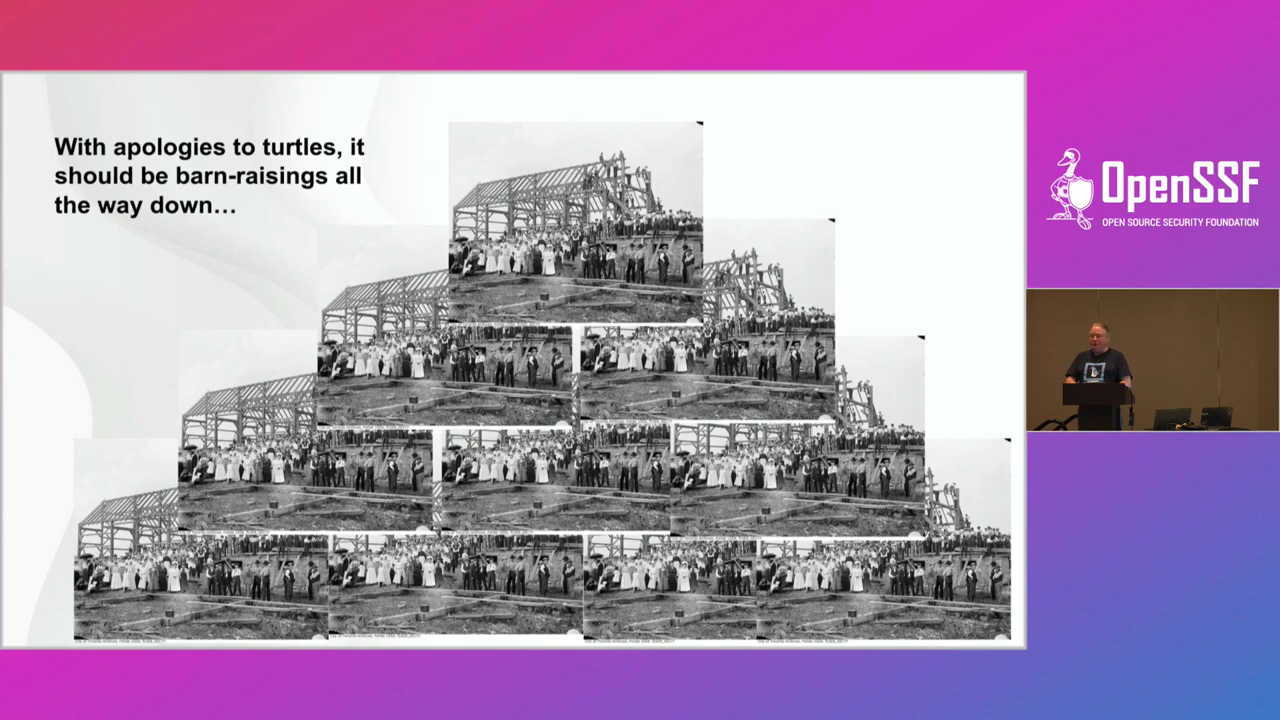 With apologies to turtles, it
should be barn-raisings all
the way down…
OpenSSF
OPEN SOURCE SECURITY FOUNDATION